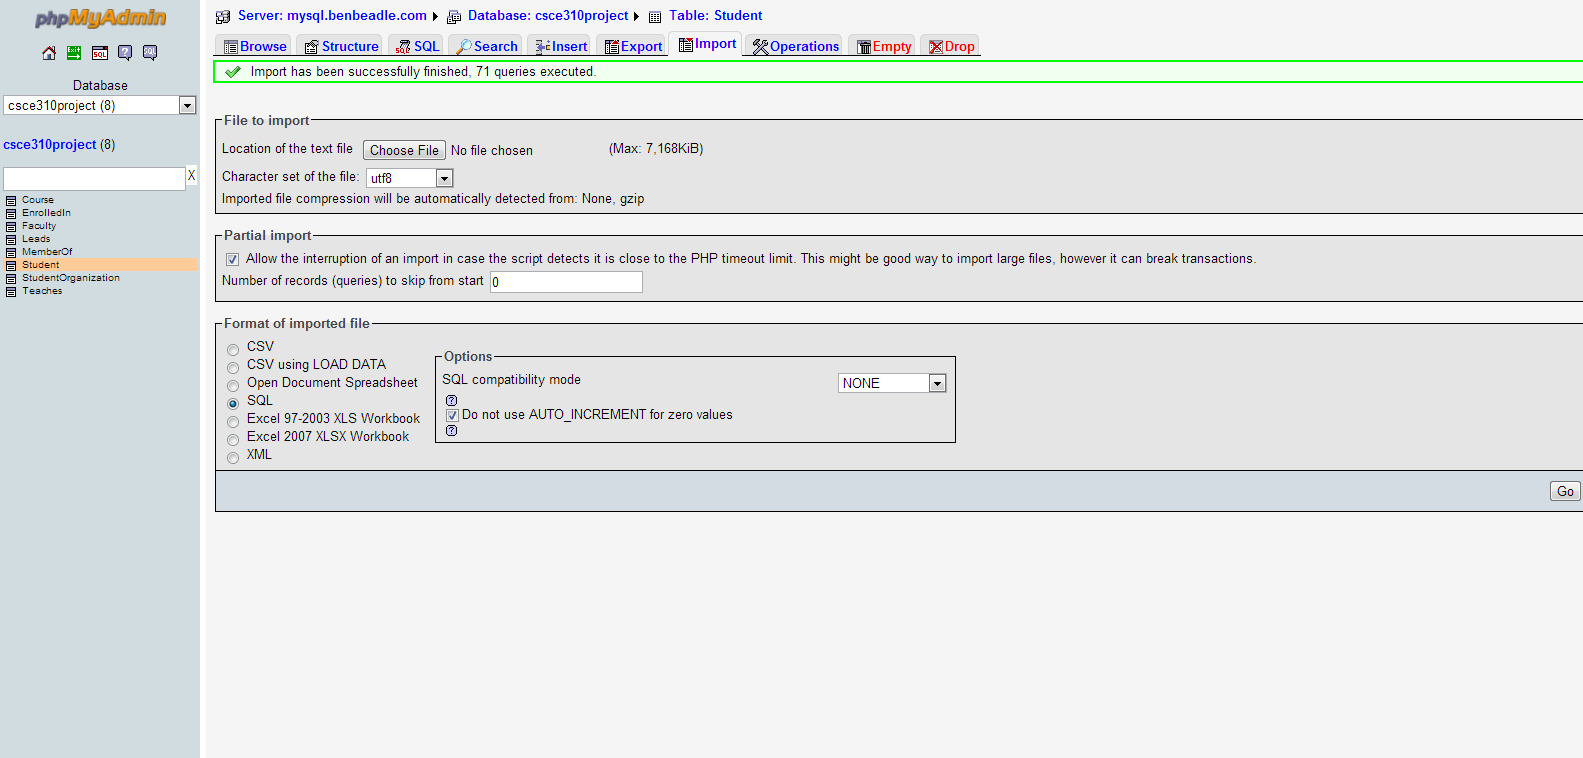 phpMyAdmin
SQL
SQL
Database
csce310project (8)
csce310project (8)
X
Course
EnrolledIn
Faculty
Leads
MemberOf
Student
StudentOrganization
Teaches
Server: mysql.benbeadle.com Database: csce310project Table: Student
Browse Structure SQL Search Insert Export Import Operations Empty Drop
Import has been successfully finished, 71 queries executed.
File to import
Location of the text file Choose File No file chosen (Max: 7,168KiB)
Character set of the file: utf8
Imported file compression will be automatically detected from: None, gzip
Partial import
Allow the interruption of an import in case the script detects it is close to the PHP timeout limit. This might be good way to import large files, however it can break transactions.
Number of records (queries) to skip from start 0
Format of imported file
CSV
CSV using LOAD DATA
Open Document Spreadsheet
SQL
Excel 97-2003 XLS Workbook
Excel 2007 XLSX Workbook
XML
Options
SQL compatibility mode NONE
Do not use AUTO_INCREMENT for zero values
Go